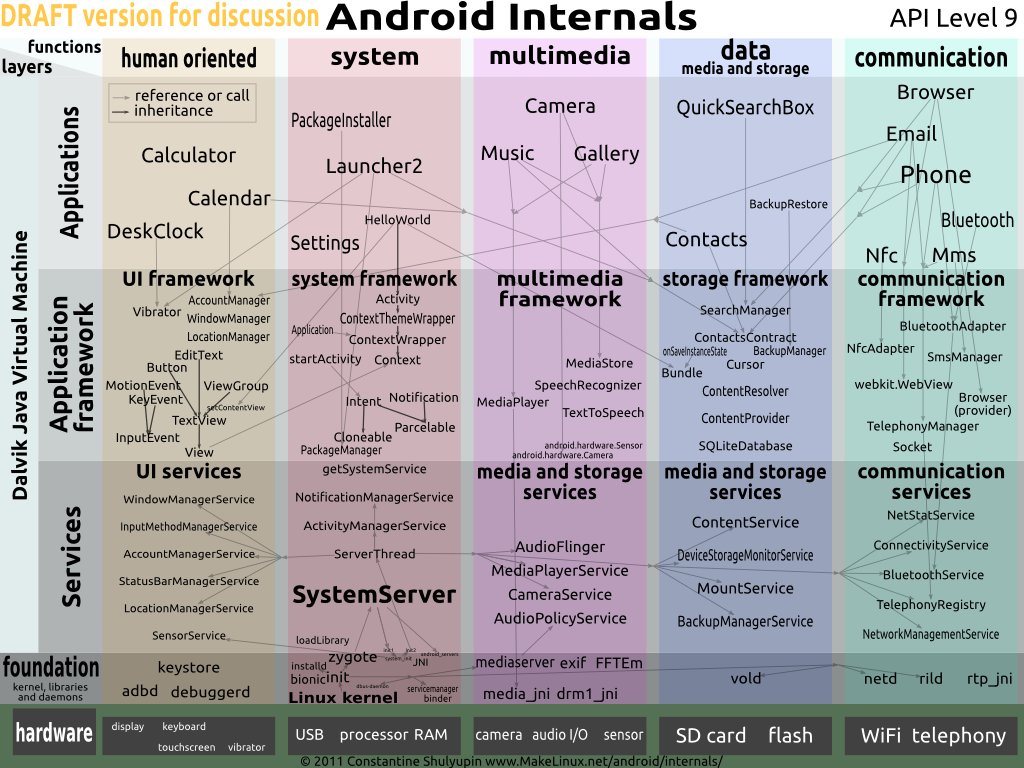 DRAFT version for discussion
Android Internals
API Level 9
functions
layers
human oriented
system
multimedia
data
media and storage
communication
Dalvik Java Virtual Machine
Applications
reference or call
inheritance
Calculator
Calendar
DeskClock
PackageInstaller
Launcher2
HelloWorld
Settings
Camera
Music
Gallery
QuickSearchBox
BackupRestore
Contacts
Browser
Email
Phone
Bluetooth
Nfc
Mms
Application
framework
UI framework
Vibrator
AccountManager
WindowManager
LocationManager
EditText
Button
MotionEvent
KeyEvent
ViewGroup
setContentView
TextView
InputEvent
View
system framework
Activity
ContextThemeWrapper
Application
ContextWrapper
startActivity
Context
Intent
Notification
Parcelable
Cloneable
PackageManager
multimedia
framework
MediaStore
SpeechRecognizer
MediaPlayer
TextToSpeech
android.hardware.Sensor
android.hardware.Camera
storage framework
SearchManager
ContactsContract
onSaveInstanceState
BackupManager
Cursor
Bundle
ContentResolver
ContentProvider
SQLiteDatabase
communication
framework
BluetoothAdapter
NfcAdapter
SmsManager
webkit.WebView
Browser
(provider)
TelephonyManager
Socket
Services
UI services
WindowManagerService
InputMethodManagerService
AccountManagerService
StatusBarManagerService
LocationManagerService
SensorService
getSystemService
NotificationManagerService
ActivityManagerService
ServerThread
SystemServer
loadLibrary
media and storage
services
AudioFlinger
MediaPlayerService
CameraService
AudioPolicyService
media and storage
services
ContentService
DeviceStorageMonitorService
MountService
BackupManagerService
communication
services
NetStatService
ConnectivityService
BluetoothService
TelephonyRegistry
NetworkManagementService
foundation
kernel, libraries
and daemons
keystore
adbd
debuggerd
zygote
init1
init2
system_init
android_servers
JNI
installd
bionic
init
dbus-daemon
servicemanager
binder
Linux kernel
mediaserver
exif
FFTEm
media_jni
drm1_jni
vold
netd
rild
rtp_jni
hardware
display
keyboard
touchscreen
vibrator
USB
processor
RAM
camera
audio I/O
sensor
SD card
flash
WiFi
telephony
© 2011 Constantine Shulyupin www.MakeLinux.net/android/internals/